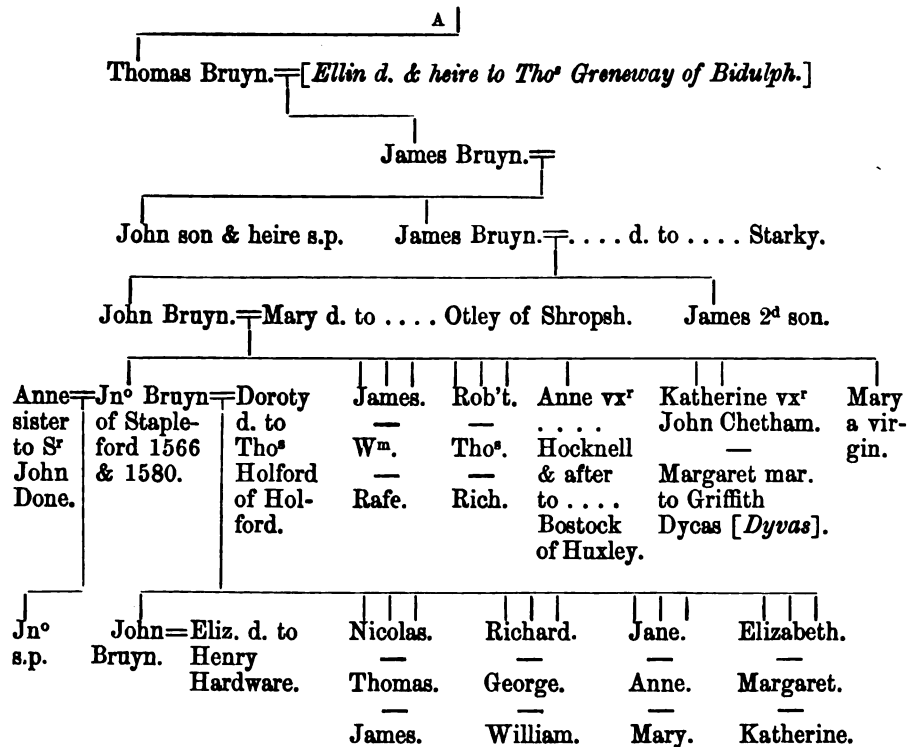 A
Thomas Bruyn.=[Ellin d. & heire to Thoˢ Greneway of Bidulph.]
James Bruyn.=
John son & heire s.p.
James Bruyn.=. . . . d. to . . . . Starky.
John Bruyn.=Mary d. to . . . . Otley of Shropsh.
James 2ᵈ son.
Anne=
sister
to Sʳ
John
Done.
Jnᵒ Bruyn=
of Staple-
ford 1566
& 1580.
Doroty
d. to
Thoˢ
Holford
of Hol-
ford.
James.
—
Wᵐ.
—
Rafe.
Rob't.
—
Thoˢ.
—
Rich.
Anne vxʳ
. . . .
Hocknell
& after
to . . . .
Bostock
of Huxley.
Katherine vxʳ
John Chetham.
—
Margaret mar.
to Griffith
Dycas [Dyvas].
Mary
a vir-
gin.
Jnᵒ
s.p.
John=
Bruyn.
Eliz. d. to
Henry
Hardware.
Nicolas.
—
Thomas.
—
James.
Richard.
—
George.
—
William.
Jane.
—
Anne.
—
Mary.
Elizabeth.
—
Margaret.
—
Katherine.